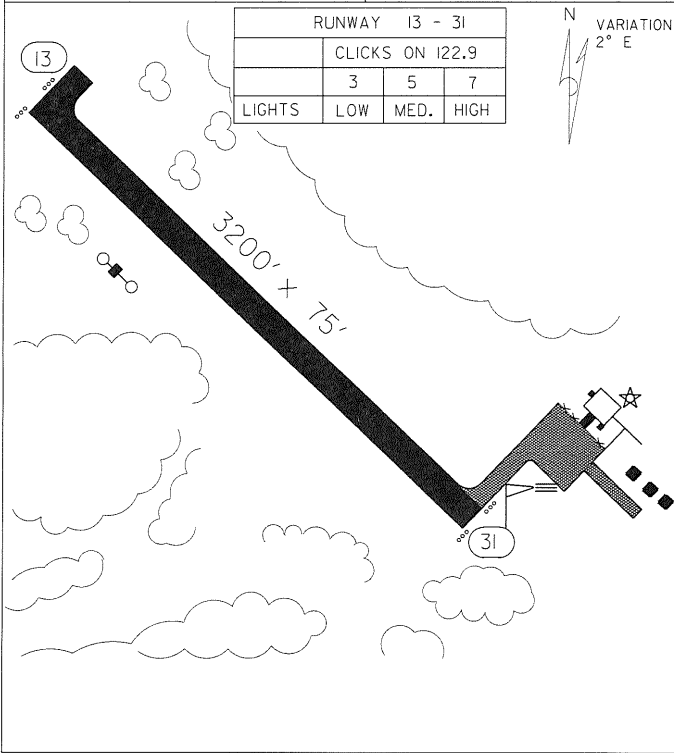 RUNWAY 13 - 31
CLICKS ON 122.9
3 5 7
LIGHTS LOW MED. HIGH
N
VARIATION
2° E
13
3200' X 75'
31